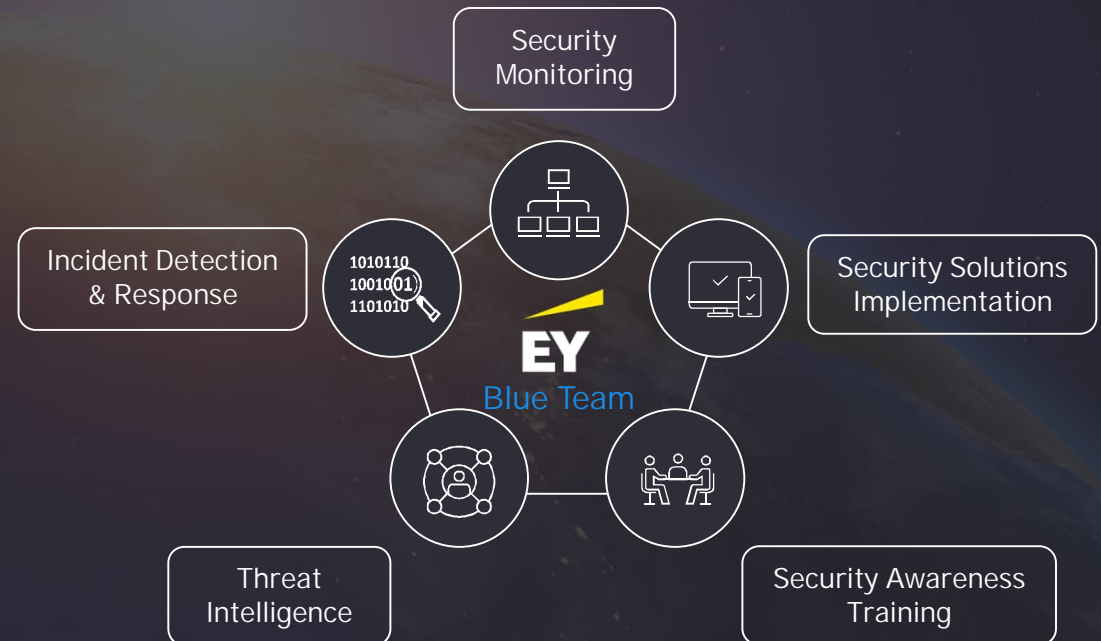 Security
Monitoring
Incident Detection
& Response
1010110
1001001
1101010
Security Solutions
Implementation
EY
Blue Team
Threat
Intelligence
Security Awareness
Training